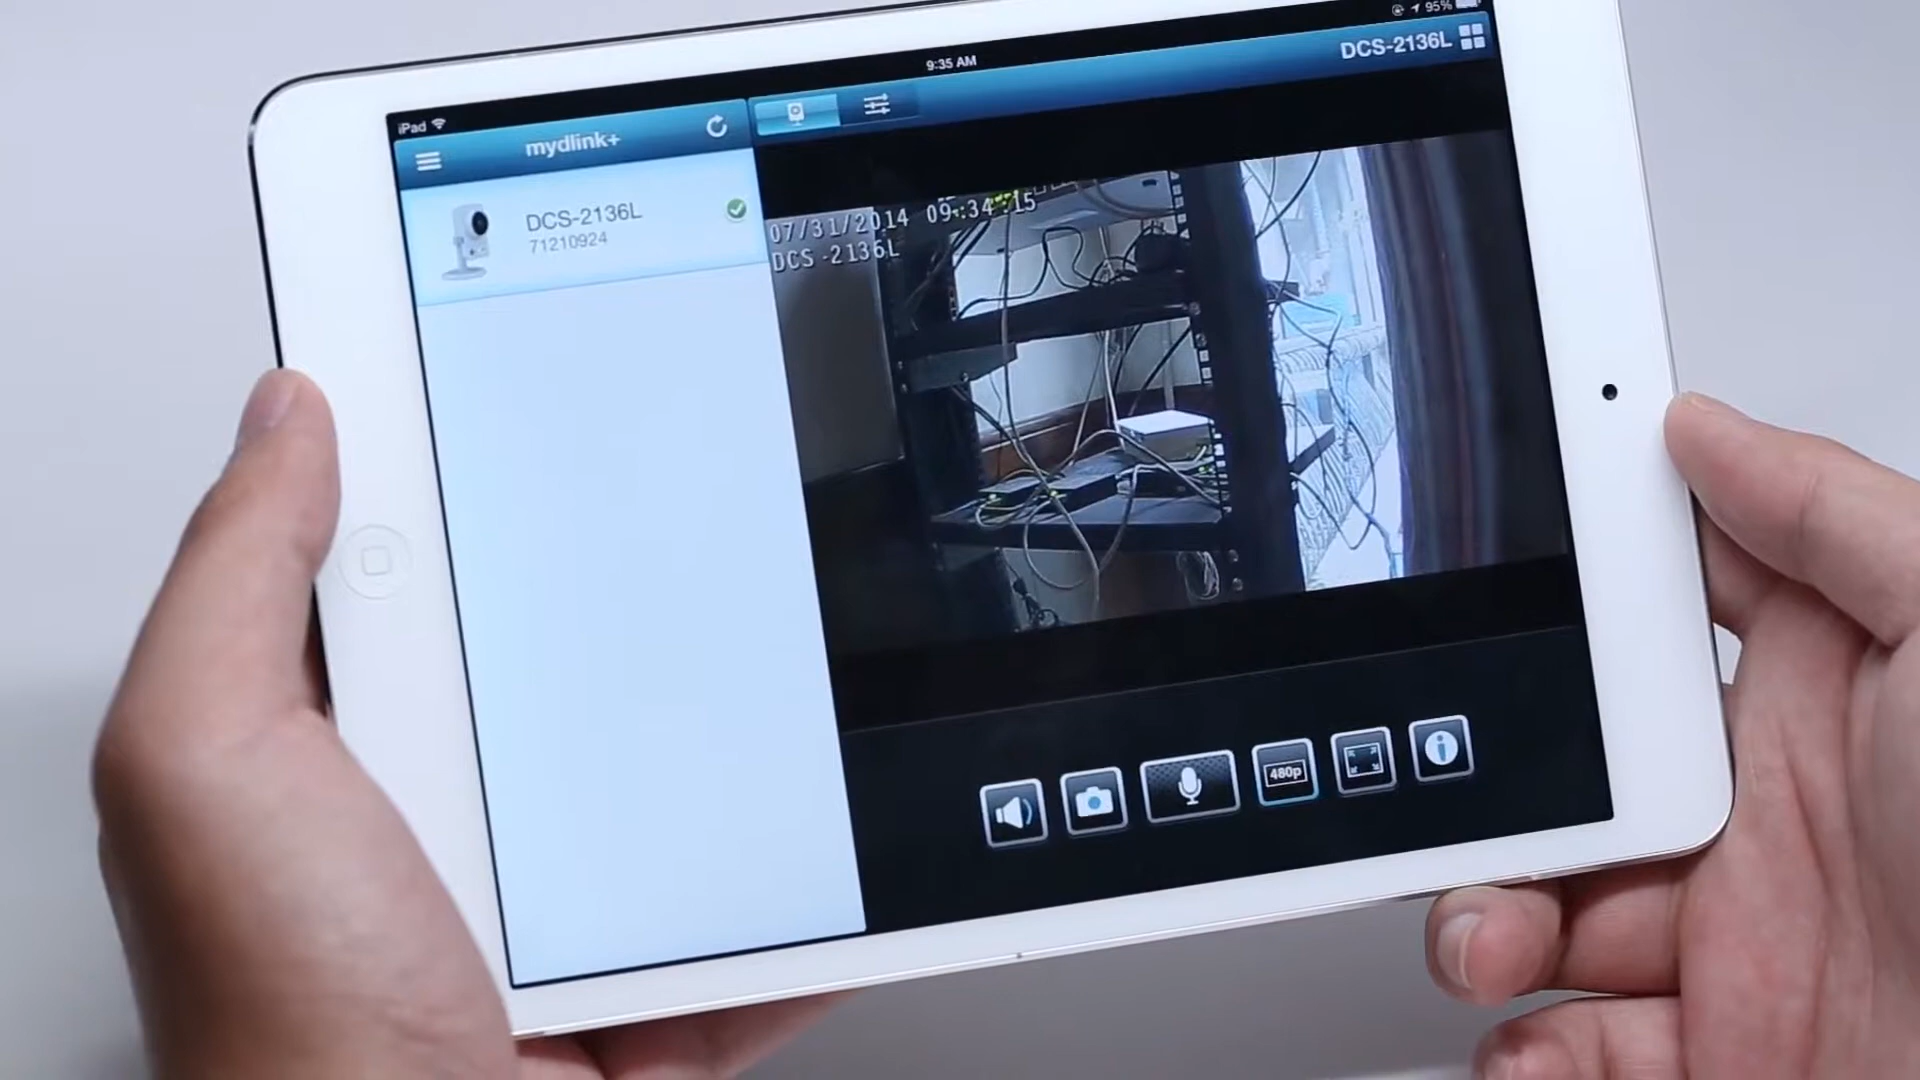 9:35 AM
95%
iPad
mydlink+
DCS-2136L
DCS-2136L
71210924
07/31/2014 09:34:15
DCS-2136L
480p